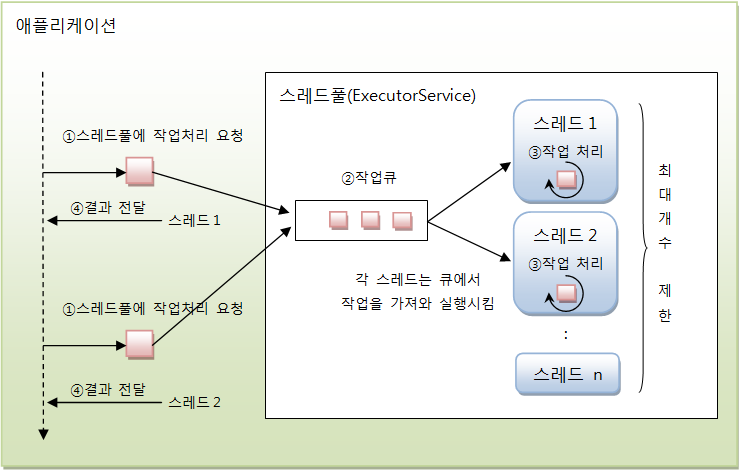 애플리케이션
스레드풀(ExecutorService)
①스레드풀에 작업처리 요청
④결과 전달
스레드 1
①스레드풀에 작업처리 요청
④결과 전달
스레드 2
②작업큐
각 스레드는 큐에서
작업을 가져와 실행시킴
스레드 1
③작업 처리
스레드 2
③작업 처리
:
스레드 n
최대개수 제한